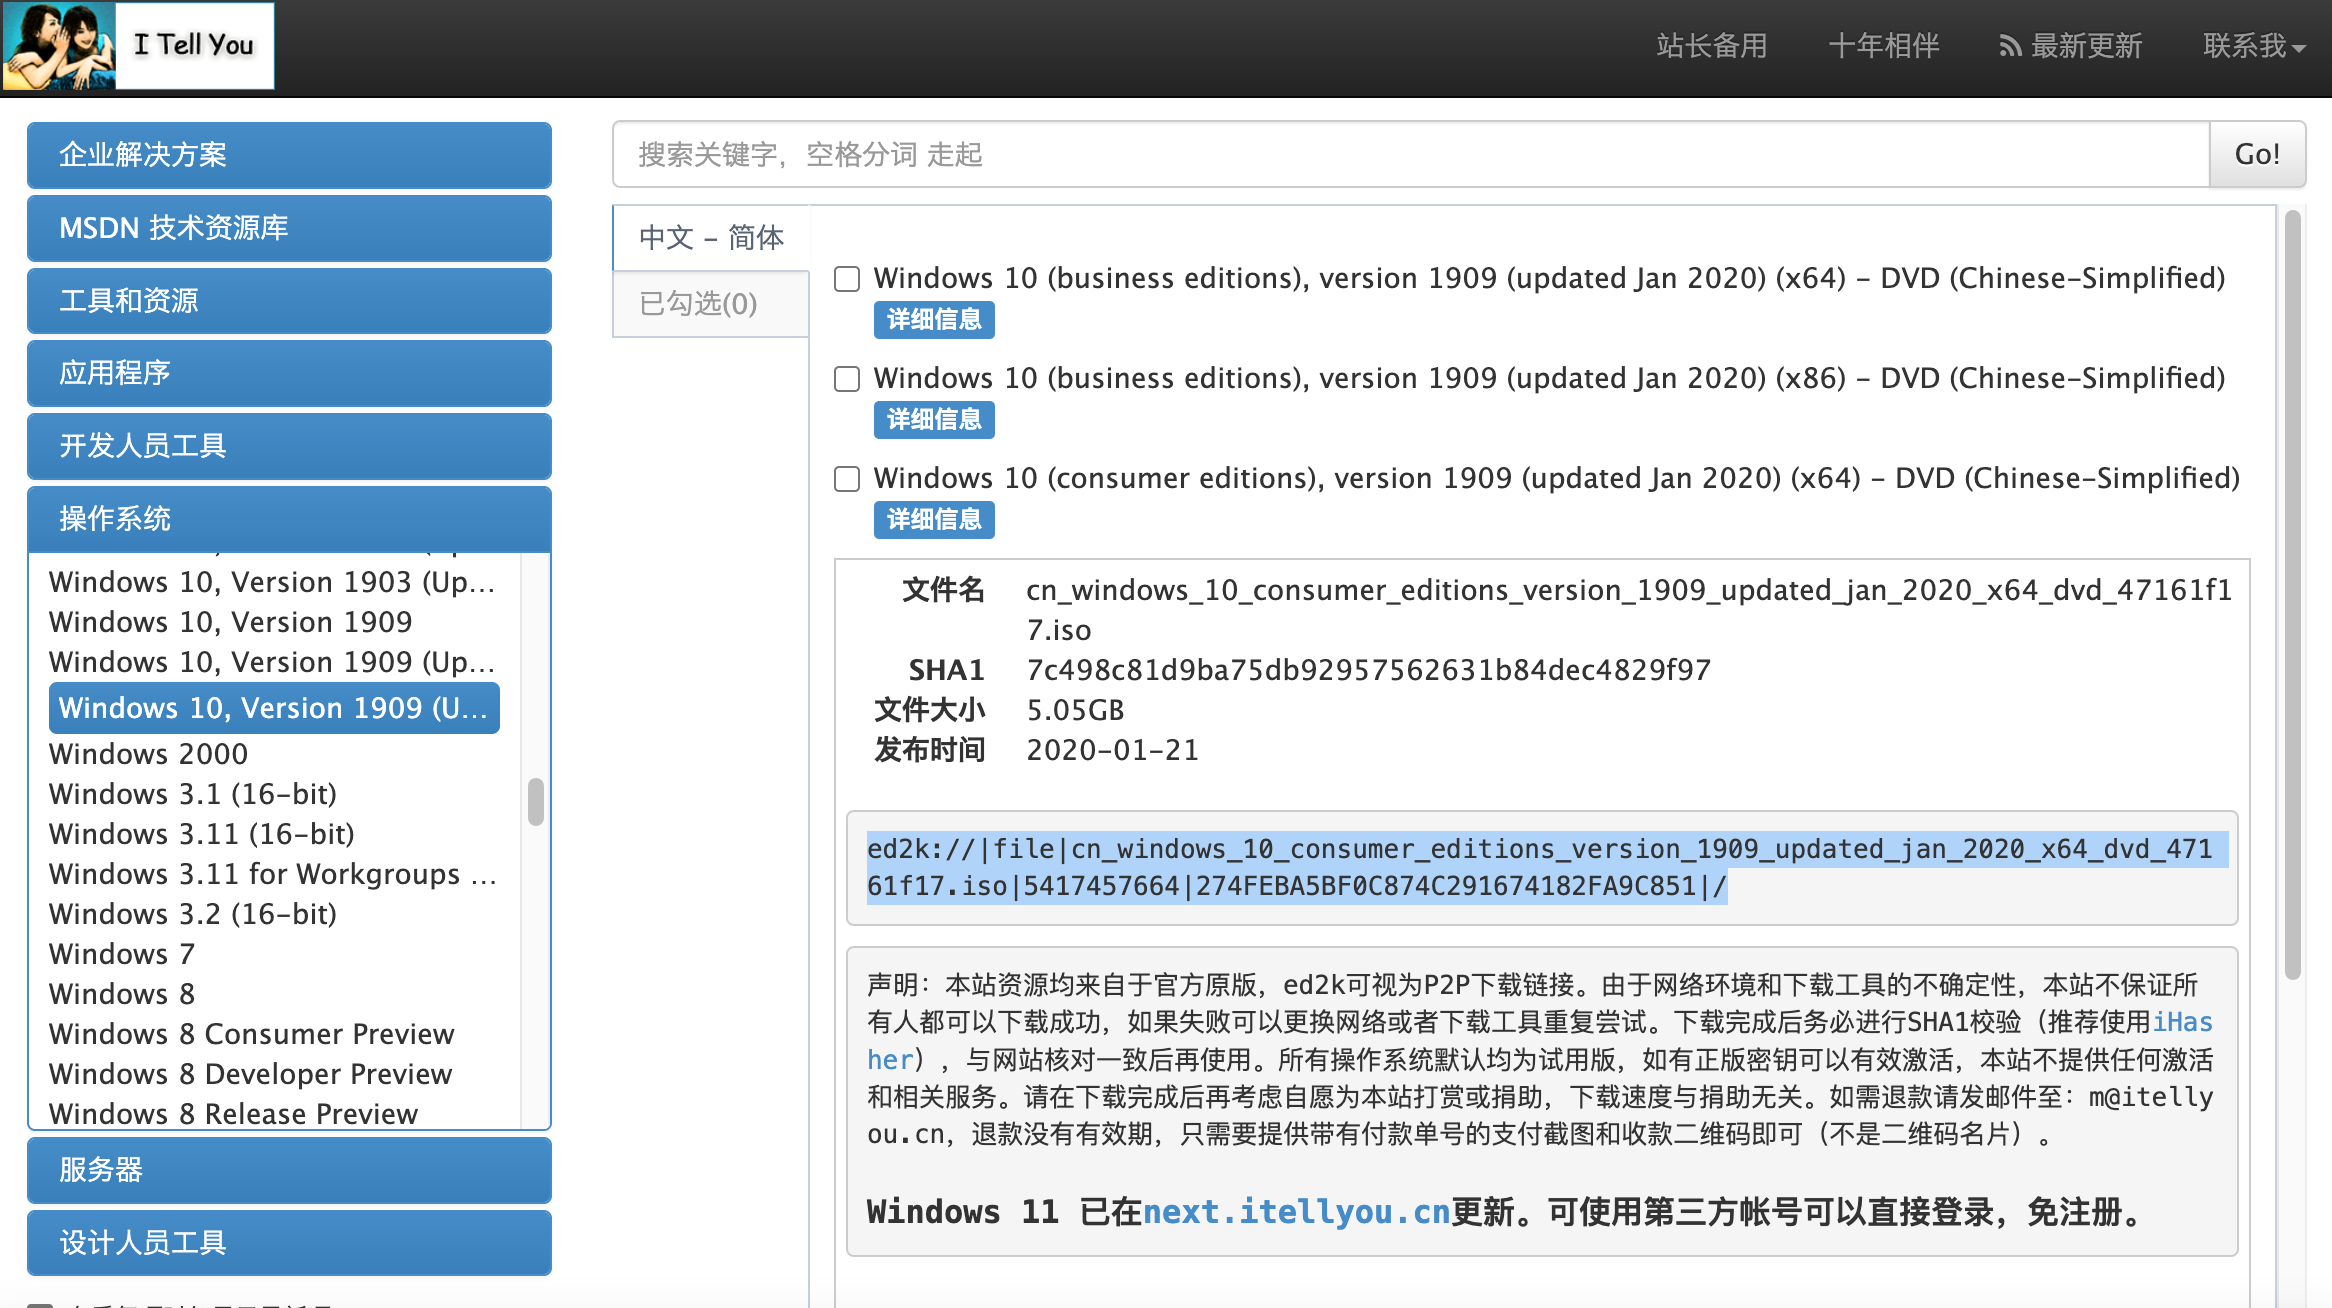 I Tell You
站长备用
十年相伴
最新更新
联系我
企业解决方案
MSDN 技术资源库
工具和资源
应用程序
开发人员工具
操作系统
Windows 10, Version 1903 (Up...
Windows 10, Version 1909
Windows 10, Version 1909 (Up...
Windows 10, Version 1909 (U...
Windows 2000
Windows 3.1 (16-bit)
Windows 3.11 (16-bit)
Windows 3.11 for Workgroups ...
Windows 3.2 (16-bit)
Windows 7
Windows 8
Windows 8 Consumer Preview
Windows 8 Developer Preview
Windows 8 Release Preview
服务器
设计人员工具
搜索关键字，空格分词 走起
Go!
中文 - 简体
已勾选(0)
Windows 10 (business editions), version 1909 (updated Jan 2020) (x64) - DVD (Chinese-Simplified)
详细信息
Windows 10 (business editions), version 1909 (updated Jan 2020) (x86) - DVD (Chinese-Simplified)
详细信息
Windows 10 (consumer editions), version 1909 (updated Jan 2020) (x64) - DVD (Chinese-Simplified)
详细信息
文件名 cn_windows_10_consumer_editions_version_1909_updated_jan_2020_x64_dvd_47161f1
7.iso
SHA1 7c498c81d9ba75db92957562631b84dec4829f97
文件大小 5.05GB
发布时间 2020-01-21
ed2k://|file|cn_windows_10_consumer_editions_version_1909_updated_jan_2020_x64_dvd_471
61f17.iso|5417457664|274FEBA5BF0C874C291674182FA9C851|/
声明：本站资源均来自于官方原版，ed2k可视为P2P下载链接。由于网络环境和下载工具的不确定性，本站不保证所
有人都可以下载成功，如果失败可以更换网络或者下载工具重复尝试。下载完成后务必进行SHA1校验（推荐使用iHas
her），与网站核对一致后再使用。所有操作系统默认均为试用版，如有正版密钥可以有效激活，本站不提供任何激活
和相关服务。请在下载完成后再考虑自愿为本站打赏或捐助，下载速度与捐助无关。如需退款请发邮件至：m@itelly
ou.cn，退款没有有效期，只需要提供带有付款单号的支付截图和收款二维码即可（不是二维码名片）。
Windows 11 已在next.itellyou.cn更新。可使用第三方帐号可以直接登录，免注册。